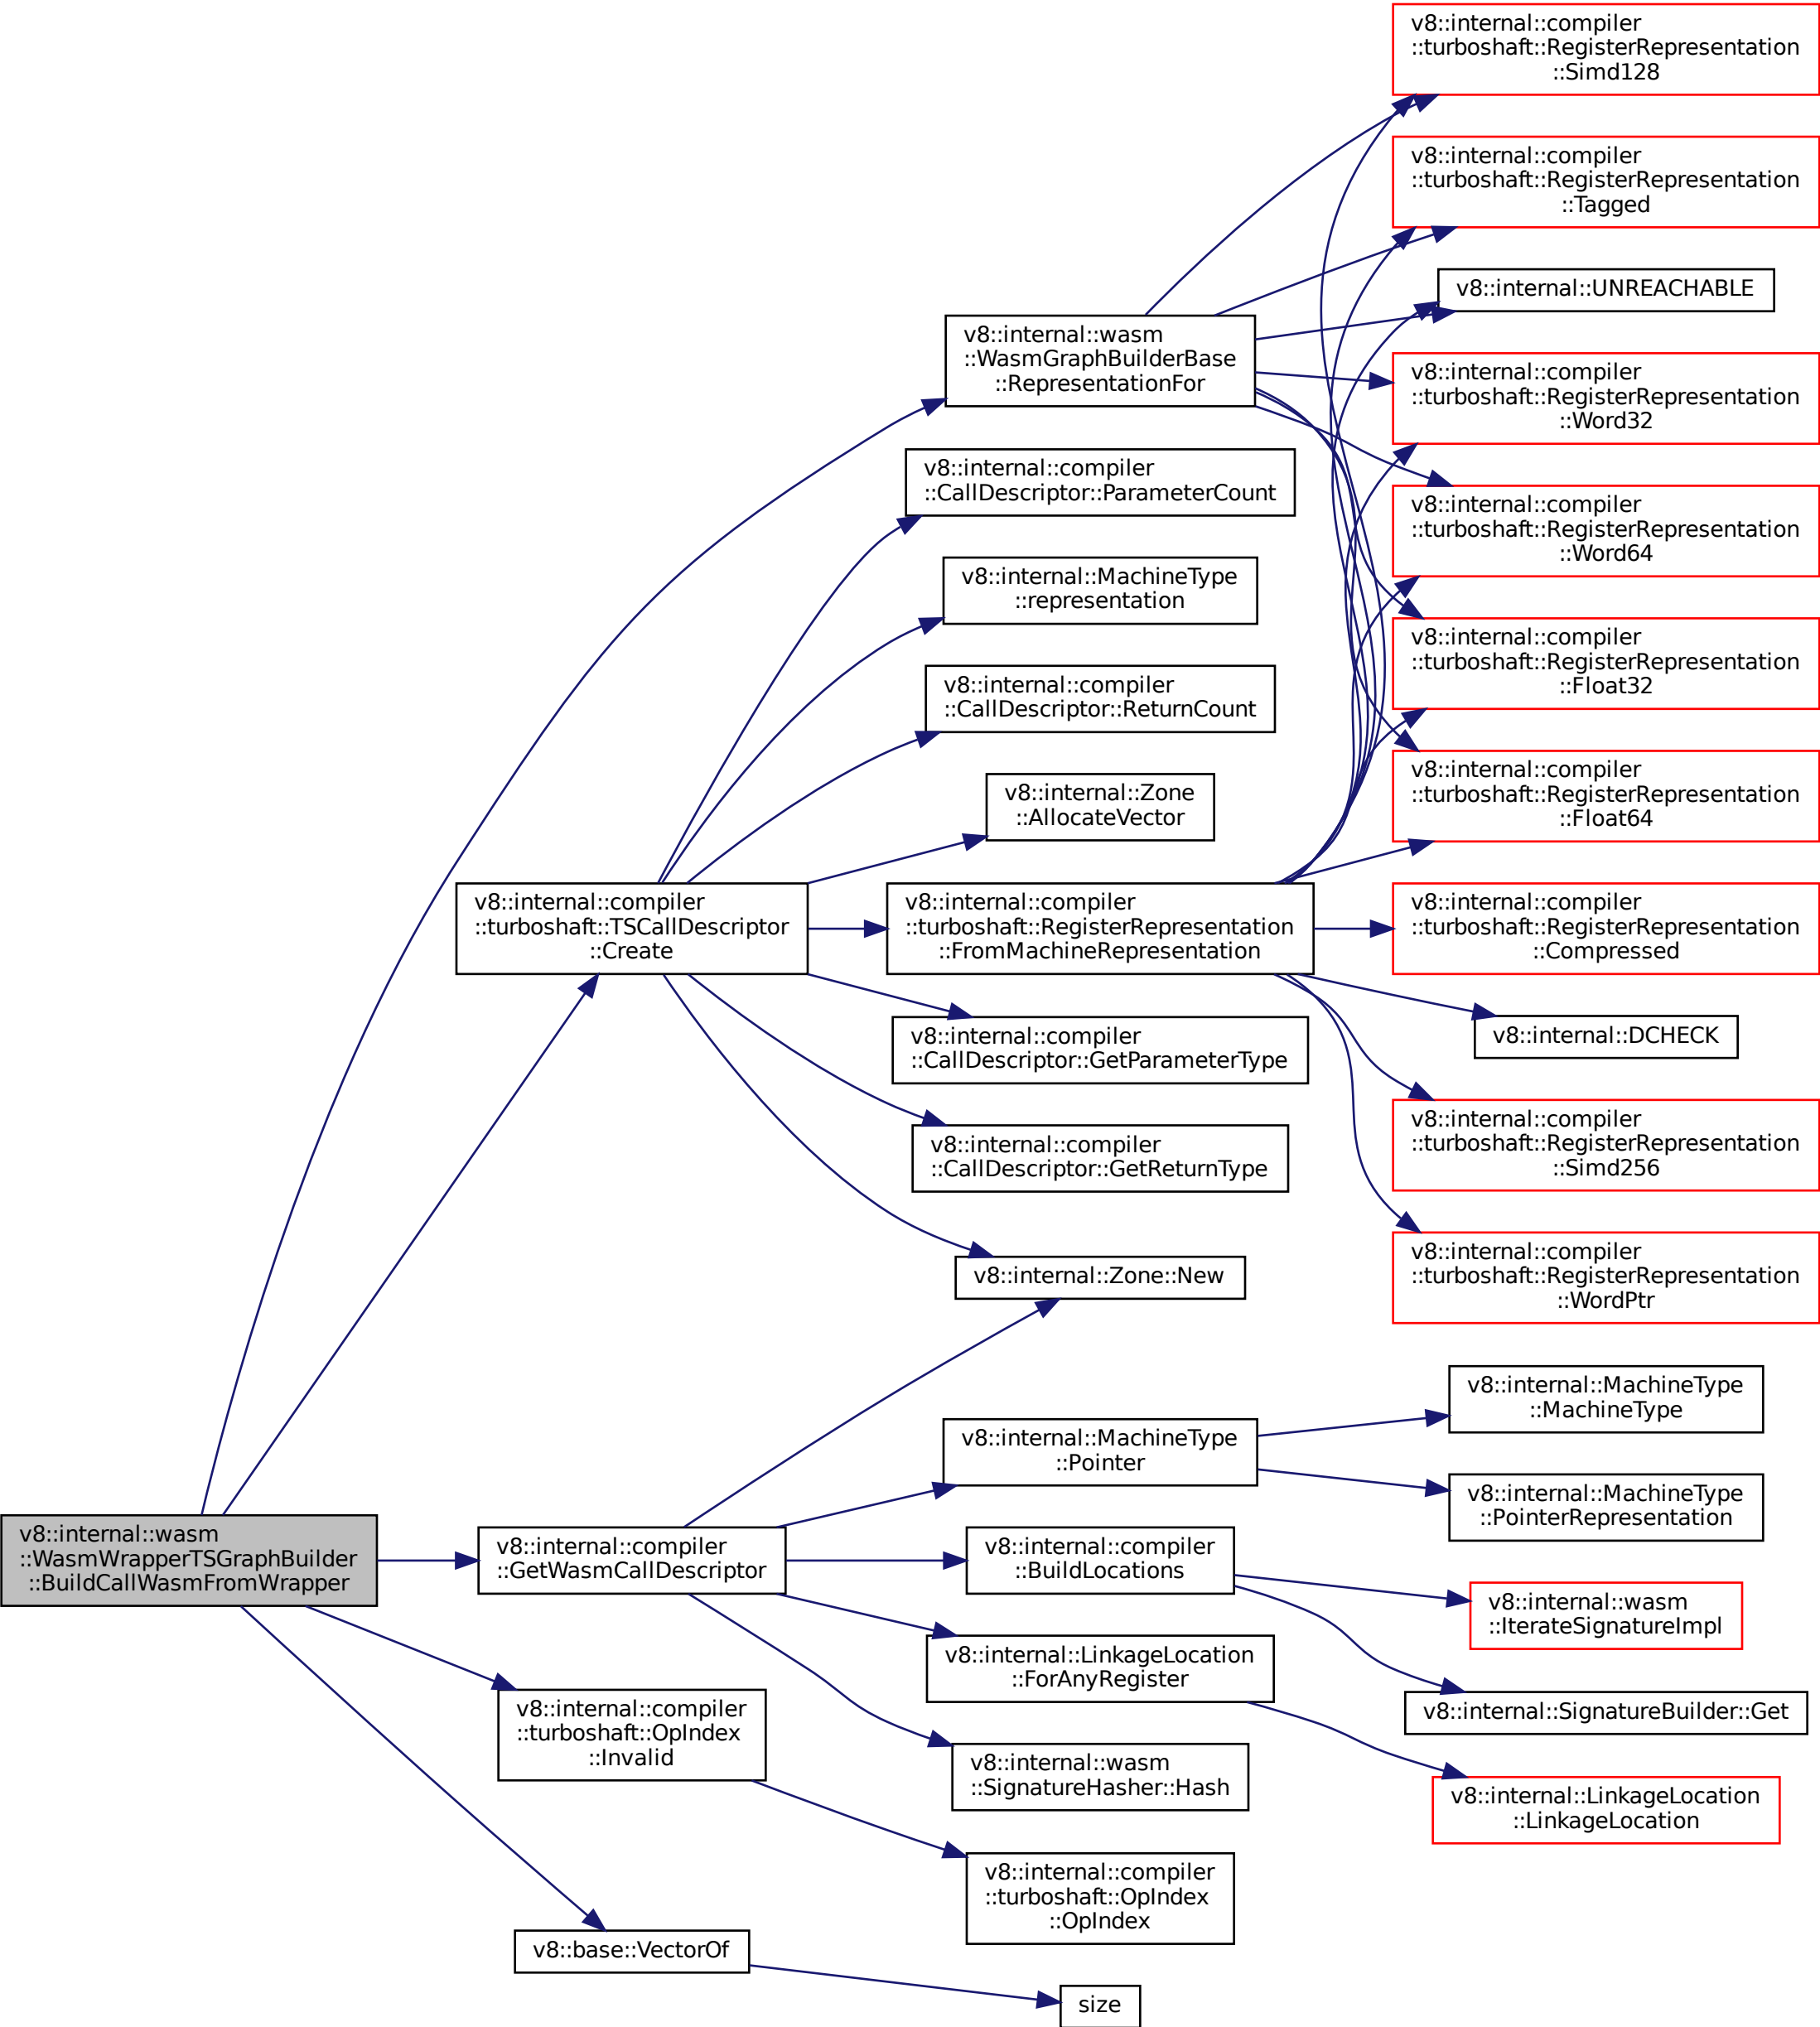 v8::internal::compiler
::turboshaft::RegisterRepresentation
::Simd128
v8::internal::compiler
::turboshaft::RegisterRepresentation
::Tagged
v8::internal::UNREACHABLE
v8::internal::wasm
::WasmGraphBuilderBase
::RepresentationFor
v8::internal::compiler
::turboshaft::RegisterRepresentation
::Word32
v8::internal::compiler
::CallDescriptor::ParameterCount
v8::internal::compiler
::turboshaft::RegisterRepresentation
::Word64
v8::internal::MachineType
::representation
v8::internal::compiler
::turboshaft::RegisterRepresentation
::Float32
v8::internal::compiler
::CallDescriptor::ReturnCount
v8::internal::compiler
::turboshaft::RegisterRepresentation
::Float64
v8::internal::Zone
::AllocateVector
v8::internal::compiler
::turboshaft::TSCallDescriptor
::Create
v8::internal::compiler
::turboshaft::RegisterRepresentation
::FromMachineRepresentation
v8::internal::compiler
::turboshaft::RegisterRepresentation
::Compressed
v8::internal::compiler
::CallDescriptor::GetParameterType
v8::internal::DCHECK
v8::internal::compiler
::CallDescriptor::GetReturnType
v8::internal::compiler
::turboshaft::RegisterRepresentation
::Simd256
v8::internal::Zone::New
v8::internal::compiler
::turboshaft::RegisterRepresentation
::WordPtr
v8::internal::MachineType
::MachineType
v8::internal::MachineType
::Pointer
v8::internal::MachineType
::PointerRepresentation
v8::internal::wasm
::WasmWrapperTSGraphBuilder
::BuildCallWasmFromWrapper
v8::internal::compiler
::GetWasmCallDescriptor
v8::internal::compiler
::BuildLocations
v8::internal::wasm
::IterateSignatureImpl
v8::internal::LinkageLocation
::ForAnyRegister
v8::internal::SignatureBuilder::Get
v8::internal::compiler
::turboshaft::OpIndex
::Invalid
v8::internal::wasm
::SignatureHasher::Hash
v8::internal::LinkageLocation
::LinkageLocation
v8::internal::compiler
::turboshaft::OpIndex
::OpIndex
v8::base::VectorOf
size